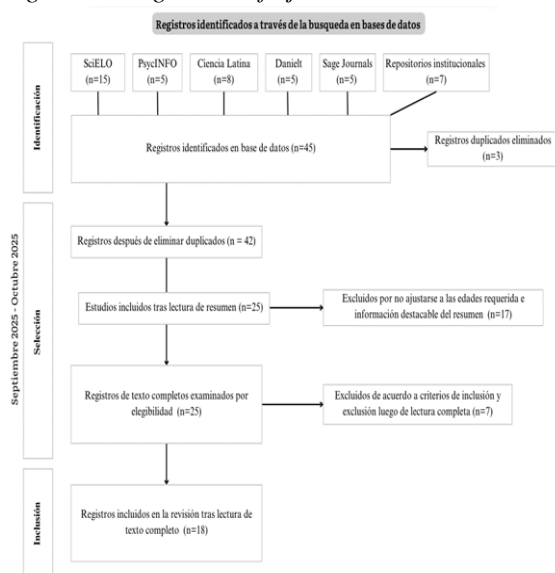 Registros identificados a través de la busqueda en bases de datos
SciELO
(n=15)
PsycINFO
(n=5)
Ciencia Latina
(n=8)
Danielt
(n=5)
Sage Journals
(n=5)
Repositorios institucionales
(n=7)
Identificación
Registros identificados en base de datos (n=45)
Registros duplicados eliminados
(n=3)
Septiembre 2025 - Octubre 2025
Selección
Registros después de eliminar duplicados (n = 42)
Estudios incluidos tras lectura de resumen (n=25)
Excluidos por no ajustarse a las edades requerida e
información destacable del resumen (n=17)
Registros de texto completos examinados por
elegibilidad (n=25)
Excluidos de acuerdo a criterios de inclusión y
exclusión luego de lectura completa (n=7)
Inclusión
Registros incluidos en la revisión tras lectura de
texto completo (n=18)